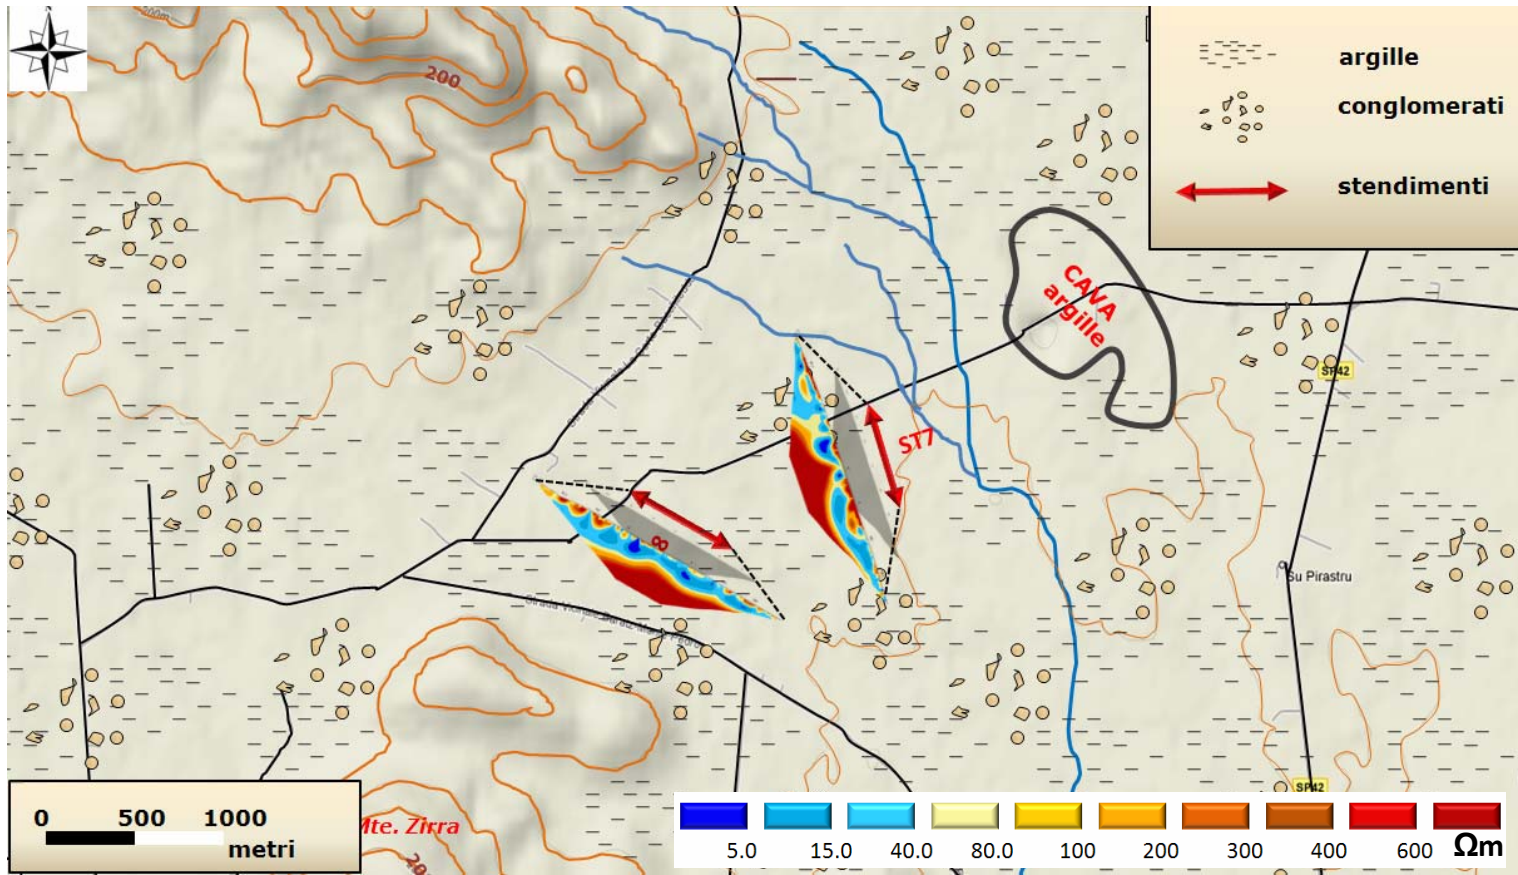 N
200m
200
argille
conglomerati
stendimenti
CAVA
argille
SP42
ST7
8
Su Pirastru
SP42
0 500 1000
metri
Mte. Zirra
5.0 15.0 40.0 80.0 100 200 300 400 600 Ωm